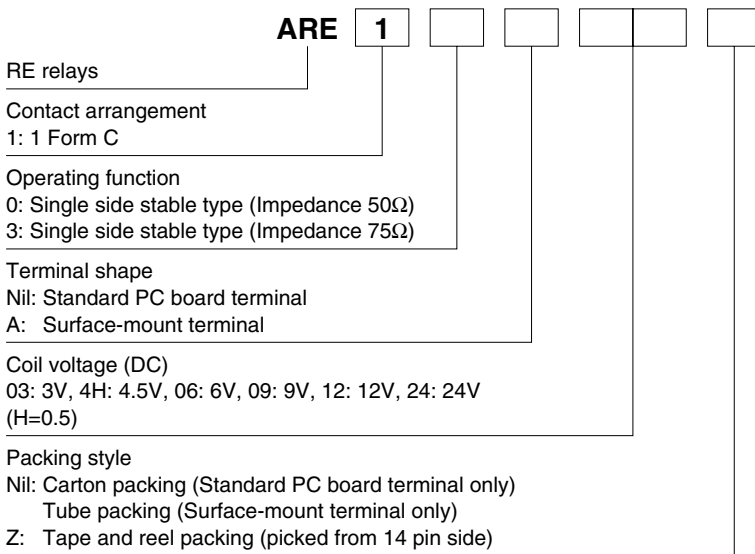 ARE 1
RE relays
Contact arrangement
1: 1 Form C
Operating function
0: Single side stable type (Impedance 50Ω)
3: Single side stable type (Impedance 75Ω)
Terminal shape
Nil: Standard PC board terminal
A: Surface-mount terminal
Coil voltage (DC)
03: 3V, 4H: 4.5V, 06: 6V, 09: 9V, 12: 12V, 24: 24V
(H=0.5)
Packing style
Nil: Carton packing (Standard PC board terminal only)
Tube packing (Surface-mount terminal only)
Z: Tape and reel packing (picked from 14 pin side)